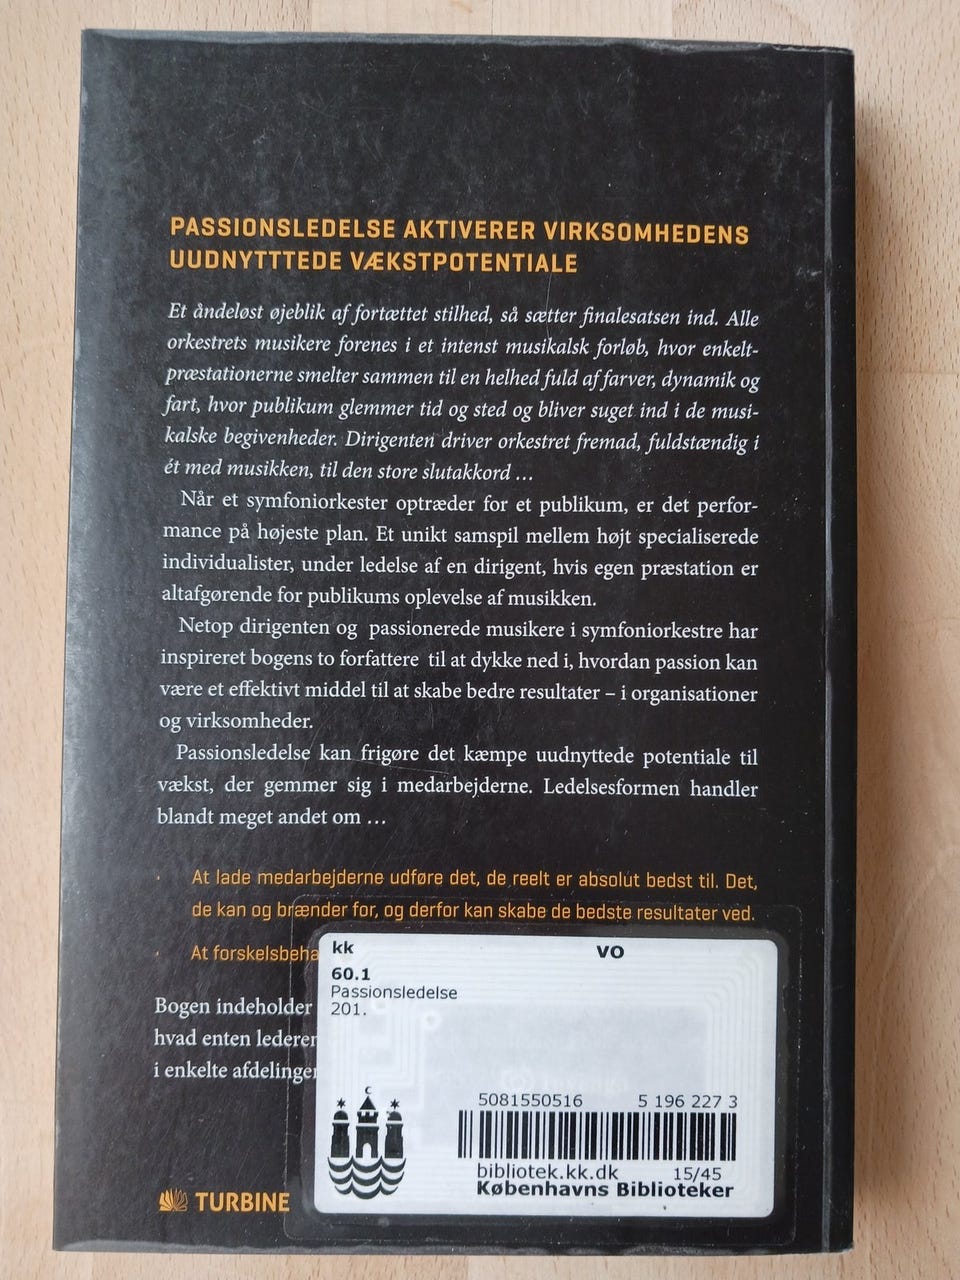 PASSIONSLEDELSE AKTIVERER VIRKSOMHEDENS
UUDNYTTTEDE VÆKSTPOTENTIALE
Et åndeløst øjeblik af fortættet stilhed, så sætter finalesatsen ind. Alle
orkestrets musikere forenes i et intenst musikalsk forløb, hvor enkelt-
præstationerne smelter sammen til en helhed fuld af farver, dynamik og
fart, hvor publikum glemmer tid og sted og bliver suget ind i de musi-
kalske begivenheder. Dirigenten driver orkestret fremad, fuldstændig i
ét med musikken, til den store slutakkord …
Når et symfoniorkester optræder for et publikum, er det perfor-
mance på højeste plan. Et unikt samspil mellem højt specialiserede
individualister, under ledelse af en dirigent, hvis egen præstation er
altafgørende for publikums oplevelse af musikken.
Netop dirigenten og passionerede musikere i symfoniorkestre har
inspireret bogens to forfattere til at dykke ned i, hvordan passion kan
være et effektivt middel til at skabe bedre resultater – i organisationer
og virksomheder.
Passionsledelse kan frigøre det kæmpe uudnyttede potentiale til
vækst, der gemmer sig i medarbejderne. Ledelsesformen handler
blandt meget andet om …
· At lade medarbejderne udføre det, de reelt er absolut bedst til. Det,
de kan og brænder for, og derfor kan skabe de bedste resultater ved.
· At forskelsbeha
Bogen indeholder
hvad enten lederen
i enkelte afdelinger
kk VO
60.1
Passionsledelse
201.
5081550516 5 196 227 3
bibliotek.kk.dk 15/45
Københavns Biblioteker
TURBINE